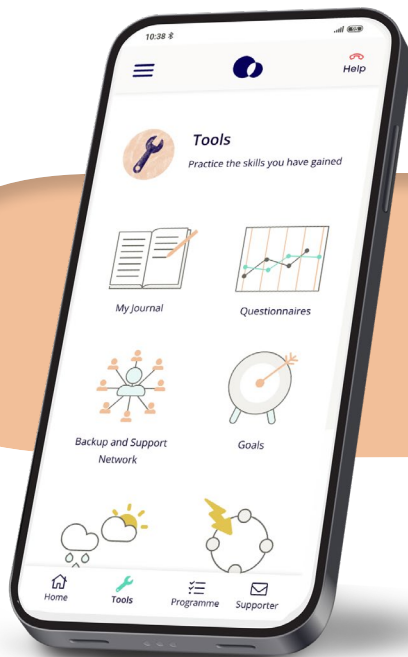 10:38
Help
Tools
Practice the skills you have gained
My Journal
Questionnaires
Backup and Support
Network
Goals
Home
Tools
Programme
Supporter